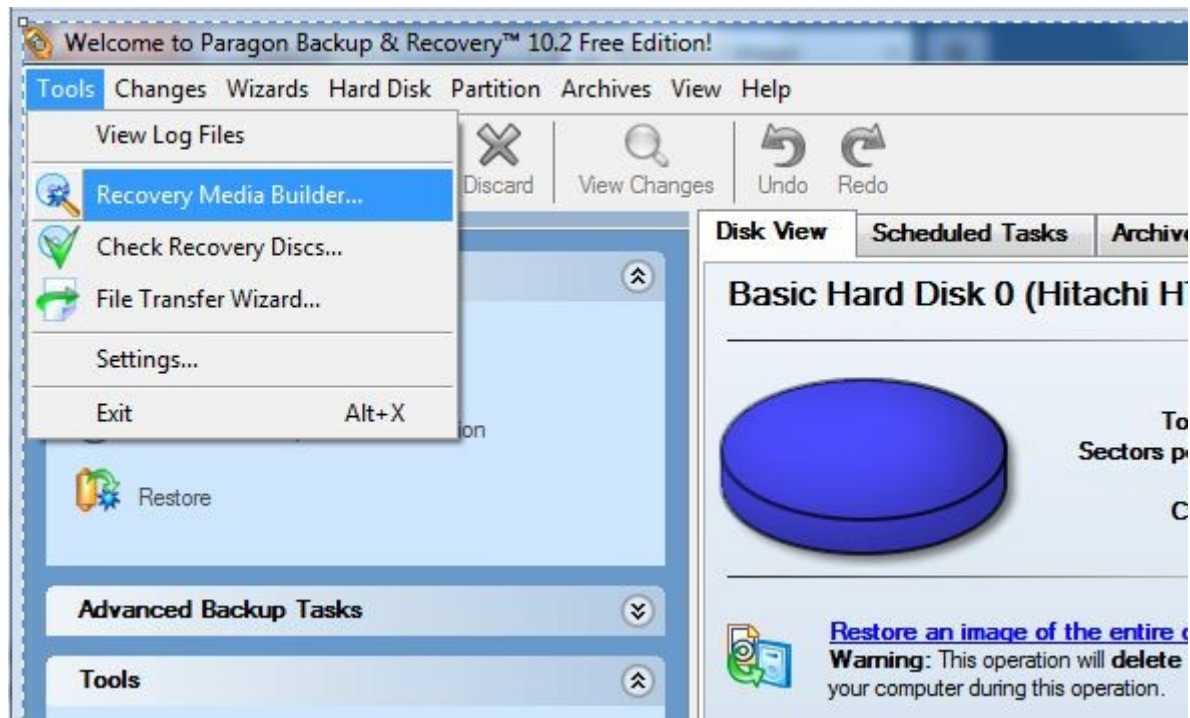 Welcome to Paragon Backup & Recovery™ 10.2 Free Edition!
Tools Changes Wizards Hard Disk Partition Archives View Help
View Log Files
Recovery Media Builder...
Check Recovery Discs...
File Transfer Wizard...
Settings...
Exit Alt+X
Discard View Changes Undo Redo
Restore
Advanced Backup Tasks
Tools
Disk View Scheduled Tasks
Basic Hard Disk 0 (Hitachi
Sectors
Restore an image of the entire
Warning: This operation will delete
your computer during this operation.